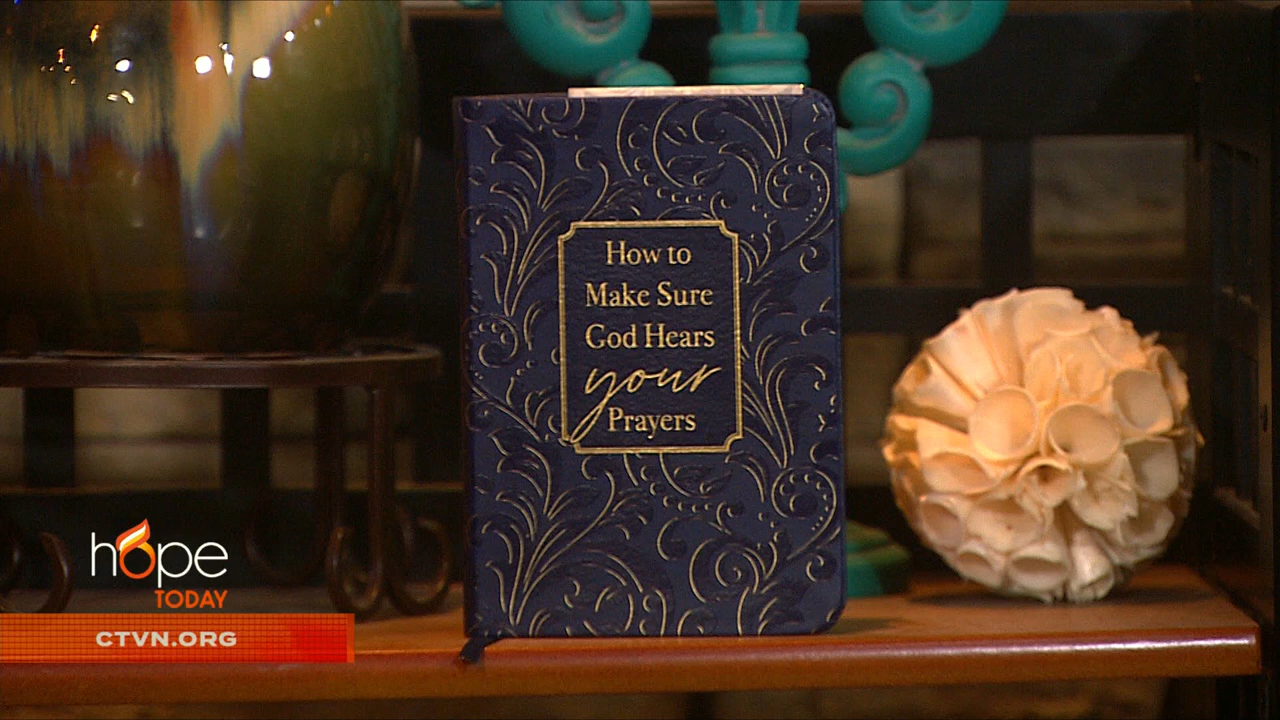 How to
Make Sure
God Hears
your
Prayers
hope
TODAY
CTVN.ORG